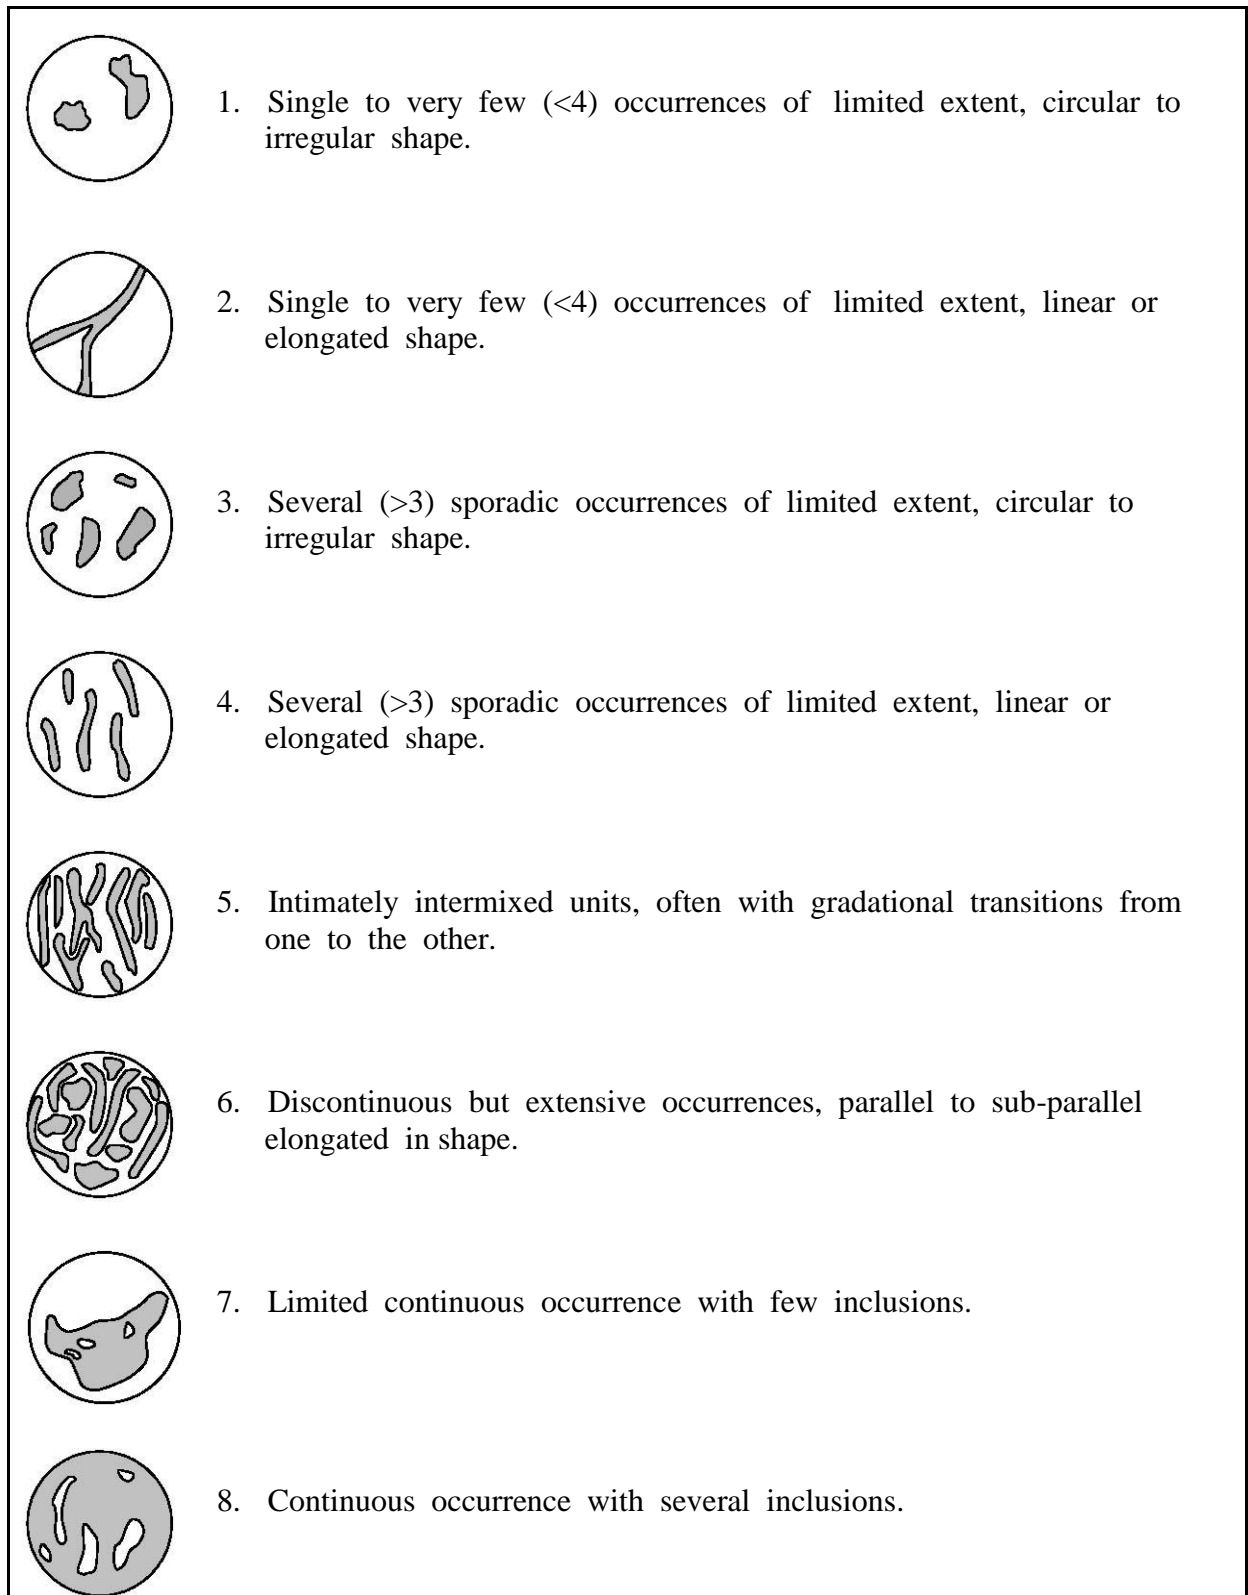 1. Single to very few (<4) occurrences of limited extent, circular to
irregular shape.
2. Single to very few (<4) occurrences of limited extent, linear or
elongated shape.
3. Several (>3) sporadic occurrences of limited extent, circular to
irregular shape.
4. Several (>3) sporadic occurrences of limited extent, linear or
elongated shape.
5. Intimately intermixed units, often with gradational transitions from
one to the other.
6. Discontinuous but extensive occurrences, parallel to sub-parallel
elongated in shape.
7. Limited continuous occurrence with few inclusions.
8. Continuous occurrence with several inclusions.